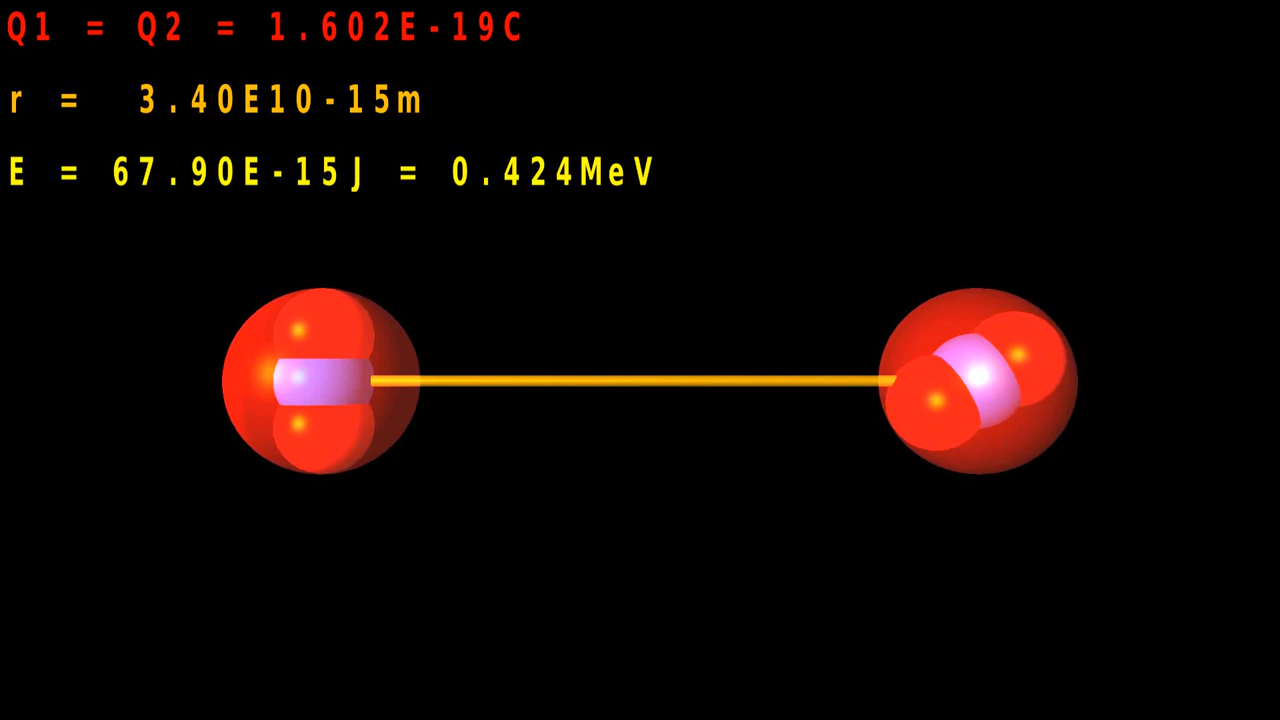 Q1 = Q2 = 1.602E-19C
r = 3.40E10-15m
E = 67.90E-15J = 0.424MeV